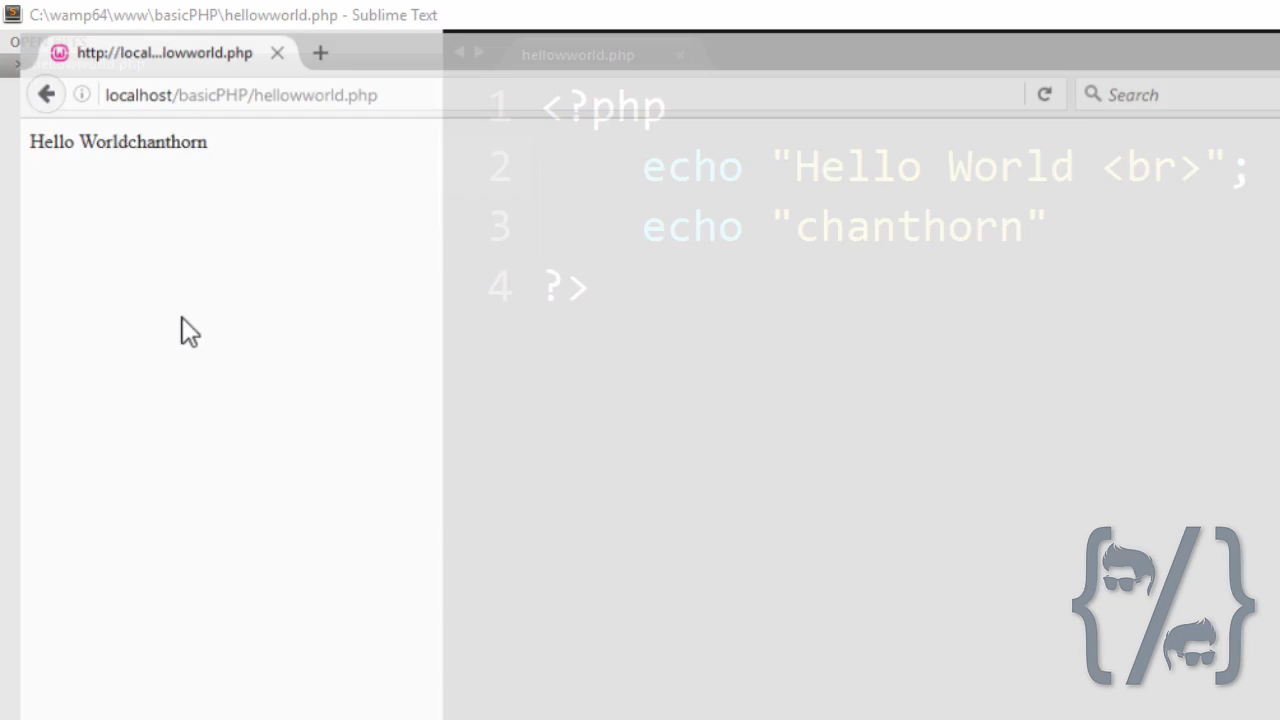 C:\wamp64\www\basicPHP\hellowworld.php - Sublime Text
http://local...lowworld.php
hellowworld.php
localhost/basicPHP/hellowworld.php
Search
Hello Worldchanthorn
1 <?php
2 echo "Hello World <br>";
3 echo "chanthorn"
4 ?>
{/}